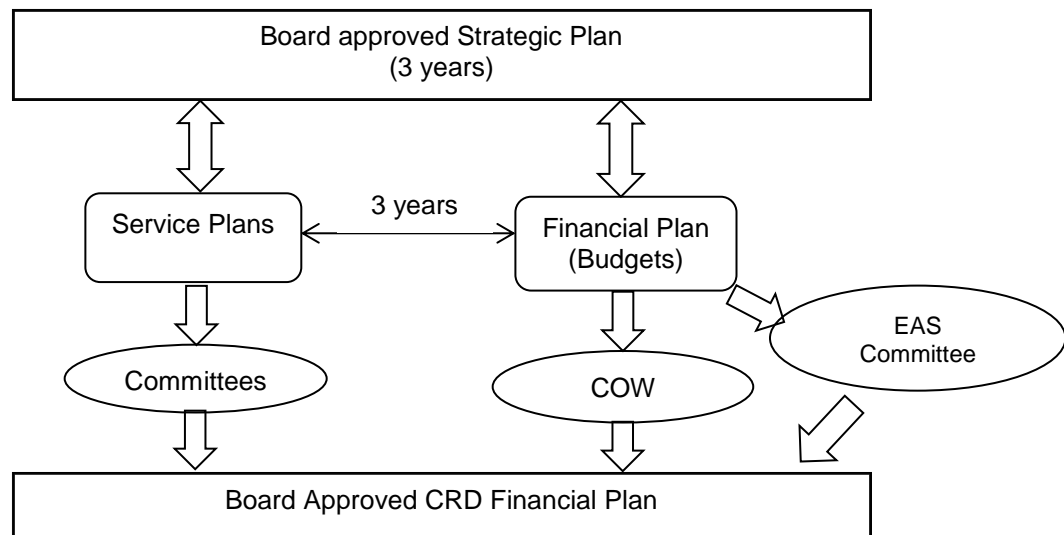 Board approved Strategic Plan
(3 years)
Service Plans
3 years
Financial Plan
(Budgets)
EAS
Committee
Committees
COW
Board Approved CRD Financial Plan